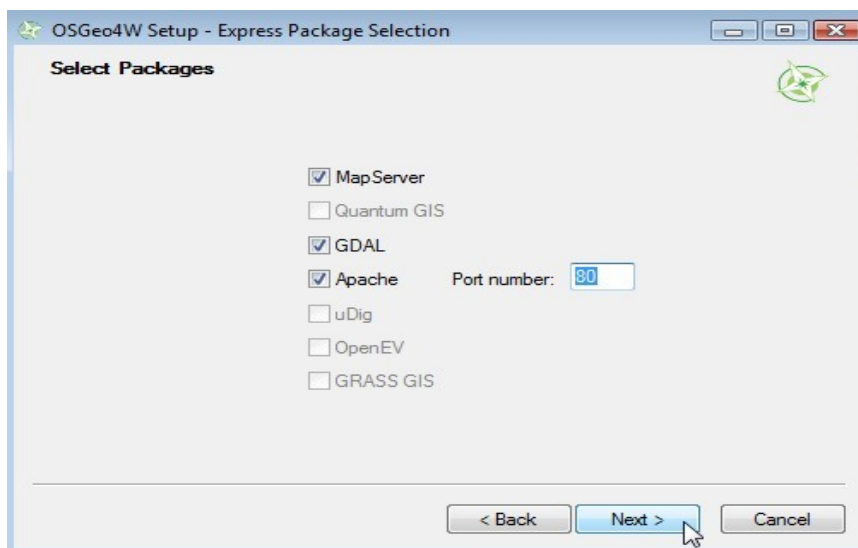 OSGeo4W Setup - Express Package Selection
Select Packages
MapServer
Quantum GIS
GDAL
Apache Port number: 80
uDig
OpenEV
GRASS GIS
< Back Next > Cancel